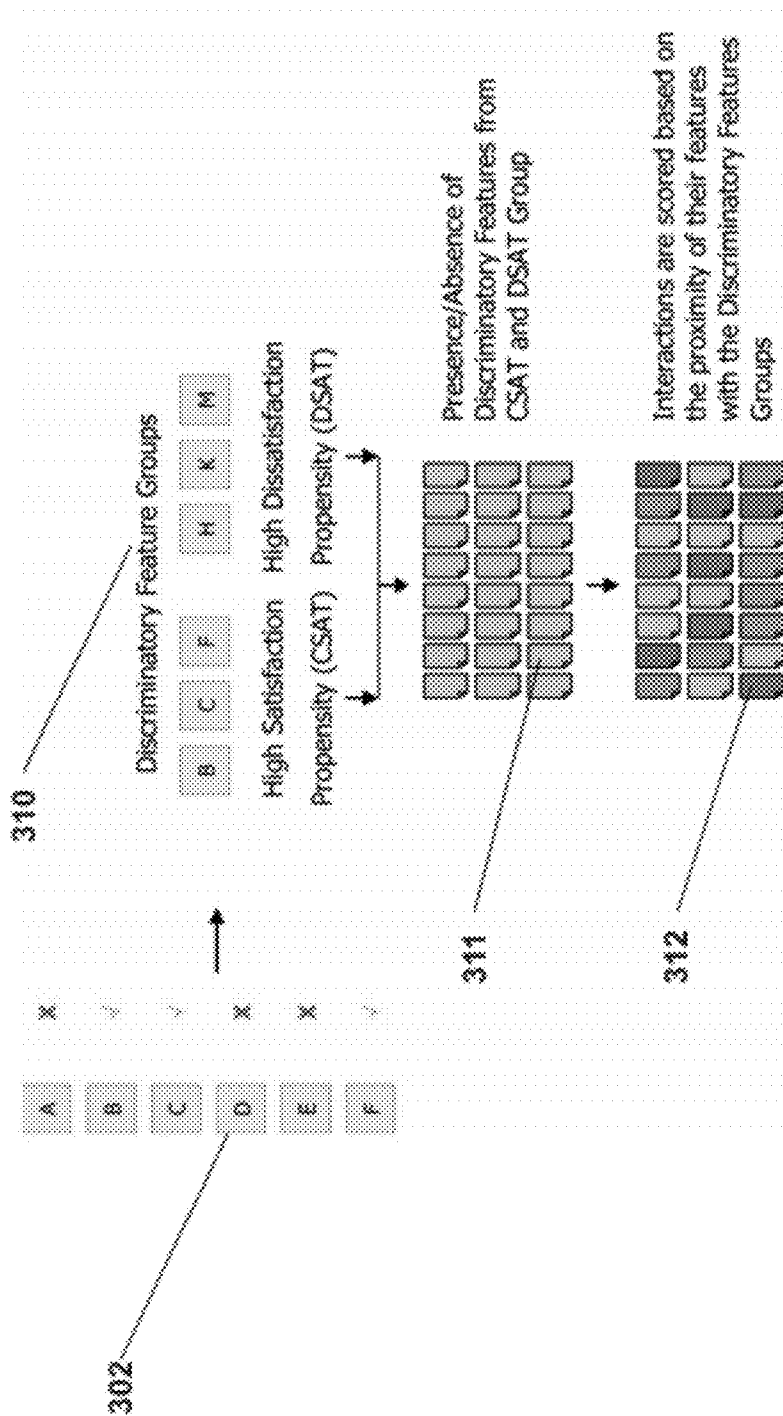 302
A X
B √
C √
D X
E X
F √
310
Discriminatory Feature Groups
B C F H K M
High Satisfaction
Propensity (CSAT)
High Dissatisfaction
Propensity (DSAT)
311
Presence/Absence of
Discriminatory Features from
CSAT and DSAT Group
312
Interactions are scored based on
the proximity of their features
with the Discriminatory Features
Groups